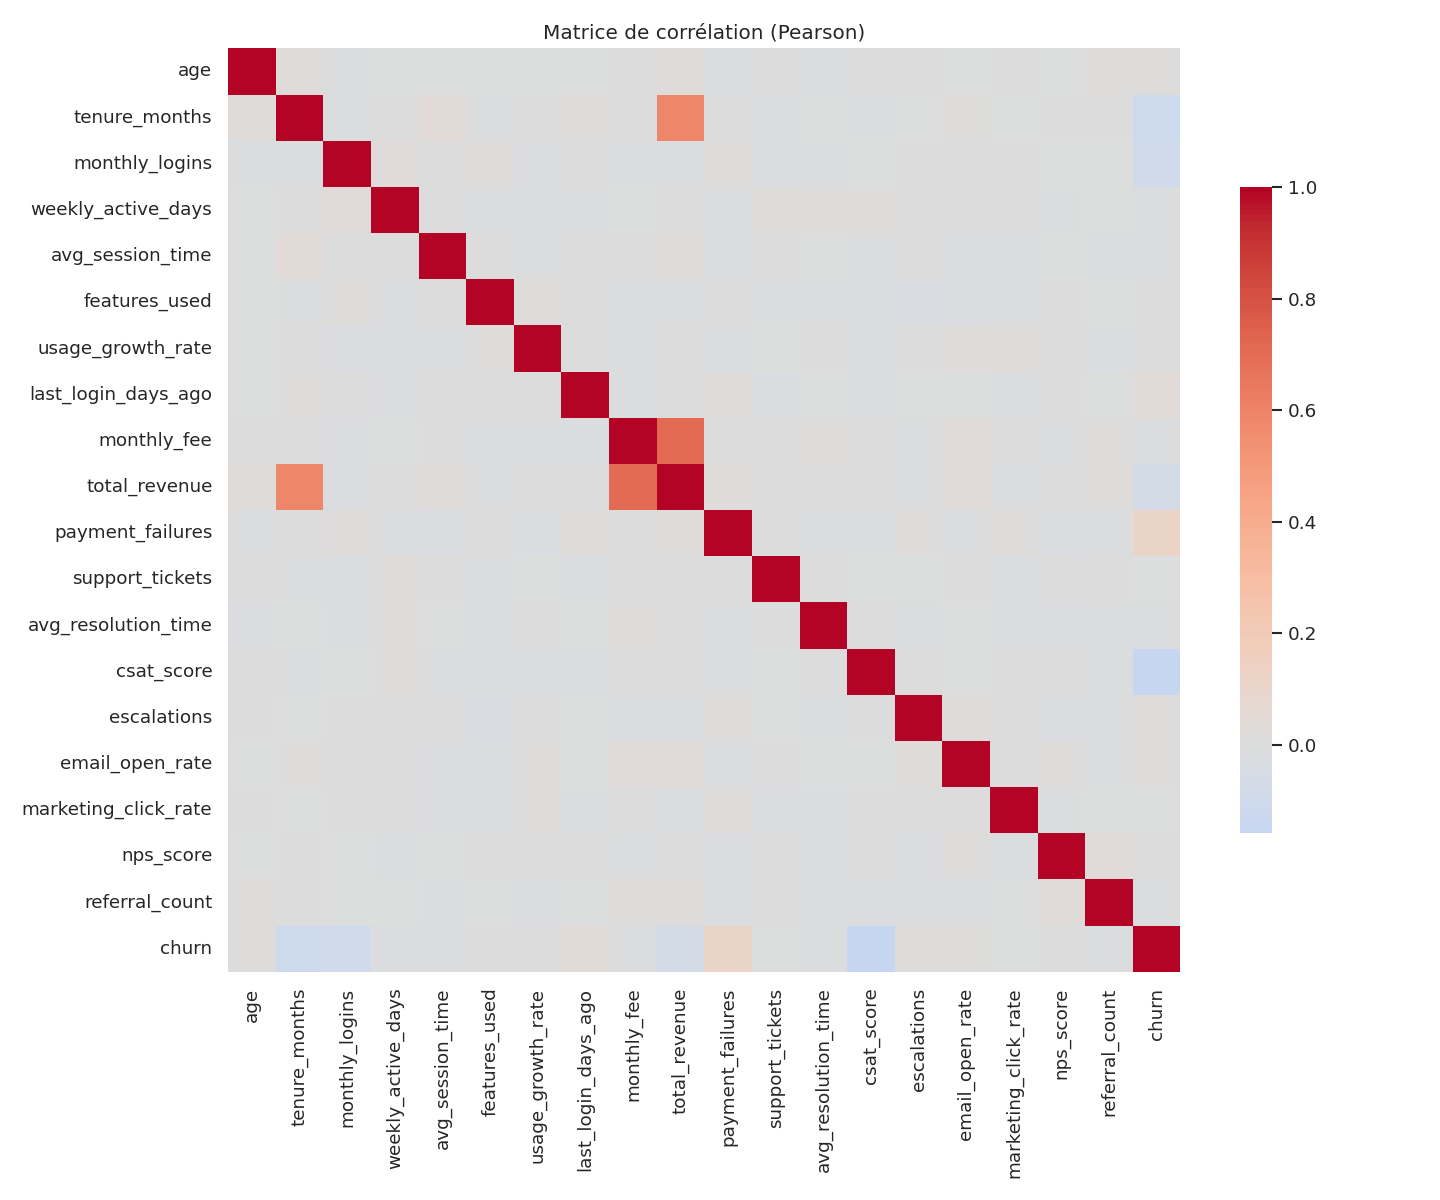 Matrice de corrélation (Pearson)
age
tenure_months
monthly_logins
weekly_active_days
avg_session_time
features_used
usage_growth_rate
last_login_days_ago
monthly_fee
total_revenue
payment_failures
support_tickets
avg_resolution_time
csat_score
escalations
email_open_rate
marketing_click_rate
nps_score
referral_count
churn
age
tenure_months
monthly_logins
weekly_active_days
avg_session_time
features_used
usage_growth_rate
last_login_days_ago
monthly_fee
total_revenue
payment_failures
support_tickets
avg_resolution_time
csat_score
escalations
email_open_rate
marketing_click_rate
nps_score
referral_count
churn
1.0
0.8
0.6
0.4
0.2
0.0